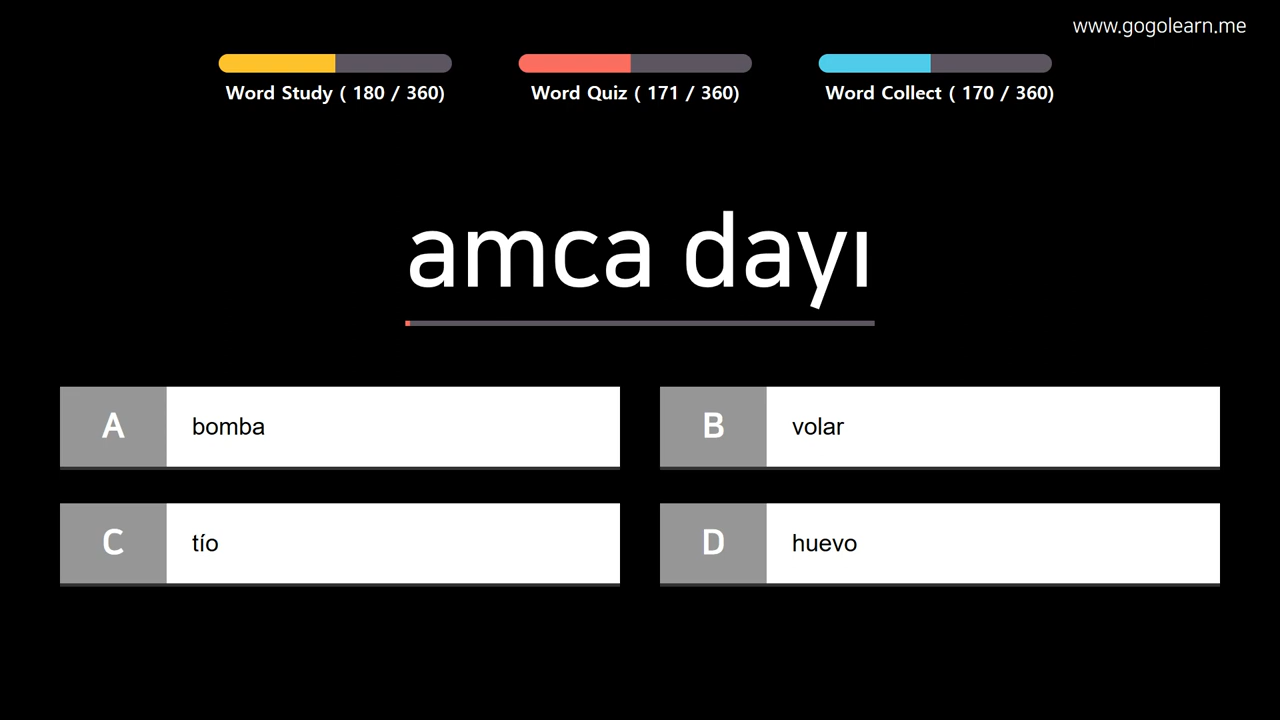 www.gogolearn.me
Word Study ( 180 / 360)
Word Quiz ( 171 / 360)
Word Collect ( 170 / 360)
amca dayı
A
bomba
B
volar
C
tío
D
huevo